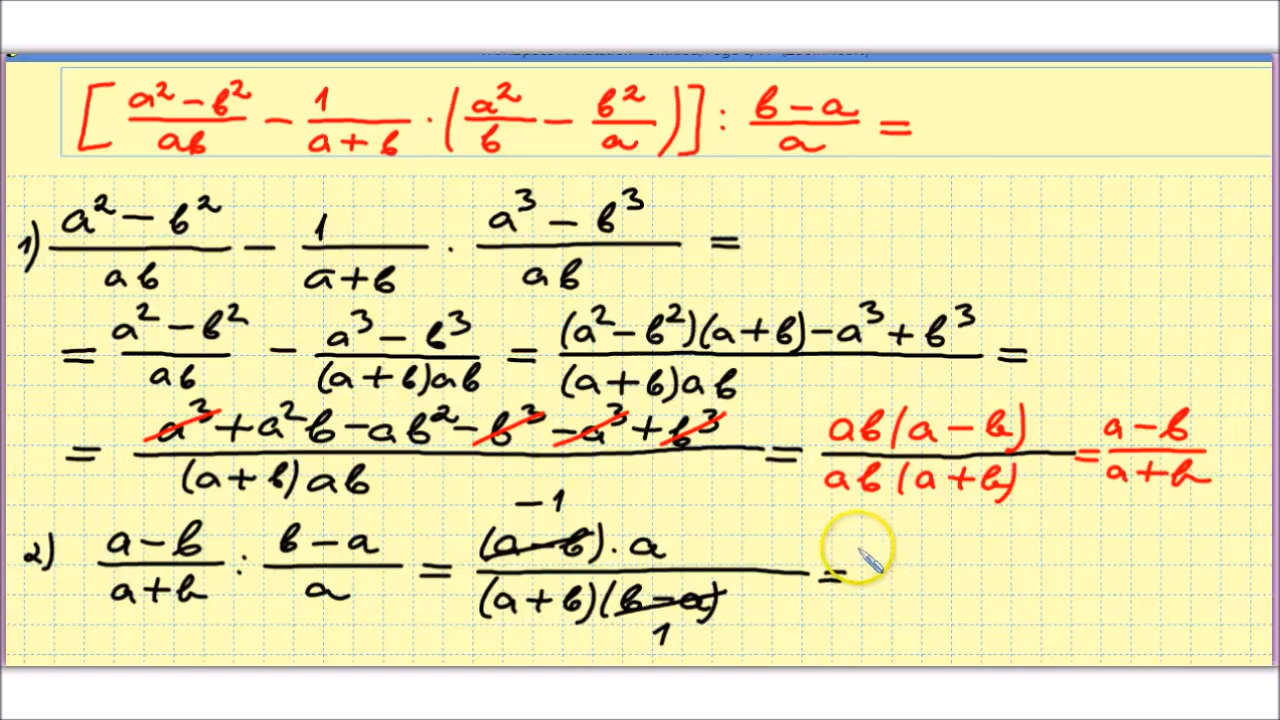 [ (a² − b²)/(ab) − 1/(a + b) · ( a²/b − b²/a ) ] : (b − a)/a =
1) (a² − b²)/(ab) − 1/(a + b) · (a³ − b³)/(ab) =
= (a² − b²)/(ab) − (a³ − b³)/((a + b)ab) = ((a² − b²)(a + b) − a³ + b³)/((a + b)ab) =
= (a³ + a²b − ab² − b³ − a³ + b³)/((a + b)ab) = ab(a − b)/(ab(a + b)) = (a − b)/(a + b)
−1
2) (a − b)/(a + b) : (b − a)/a = ((a − b) · a)/((a + b)(b − a)) =
1